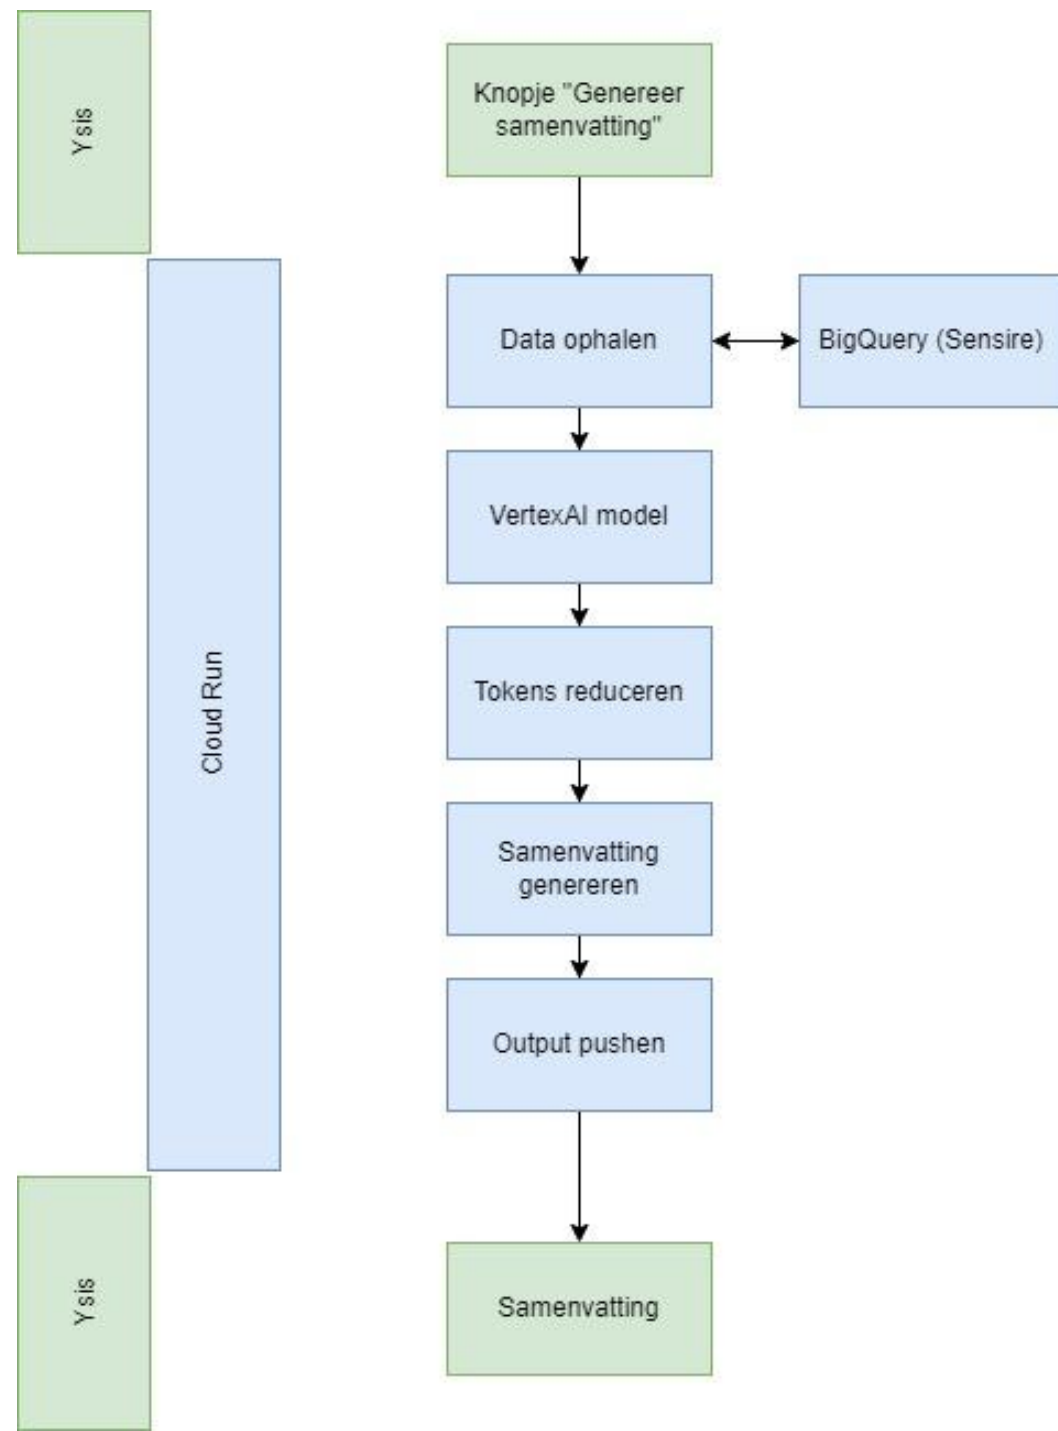 Ysis
Knopje "Genereer
samenvatting"
Data ophalen
BigQuery (Sensire)
VertexAI model
Cloud Run
Tokens reduceren
Samenvatting
genereren
Output pushen
Ysis
Samenvatting